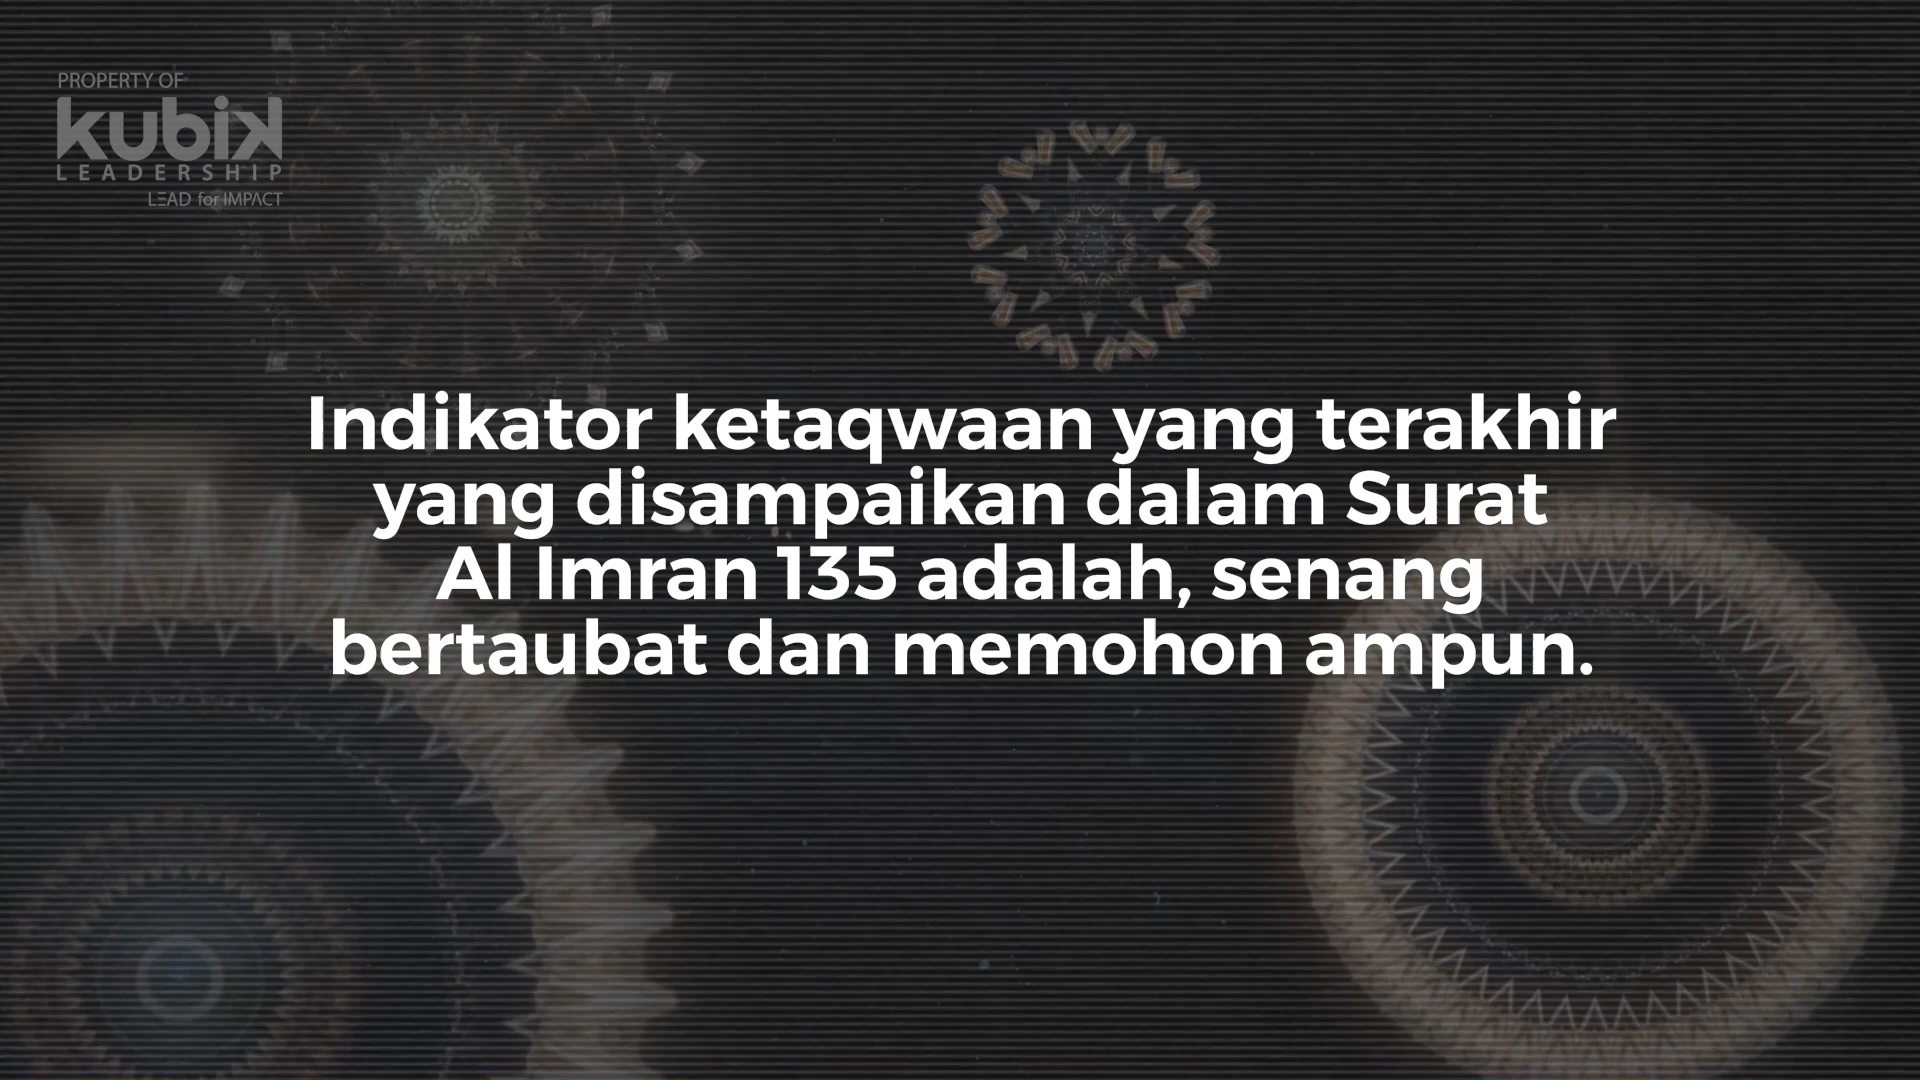 PROPERTY OF
kubik
LEADERSHIP
LEAD for IMPACT
Indikator ketaqwaan yang terakhir
yang disampaikan dalam Surat
Al Imran 135 adalah, senang
bertaubat dan memohon ampun.